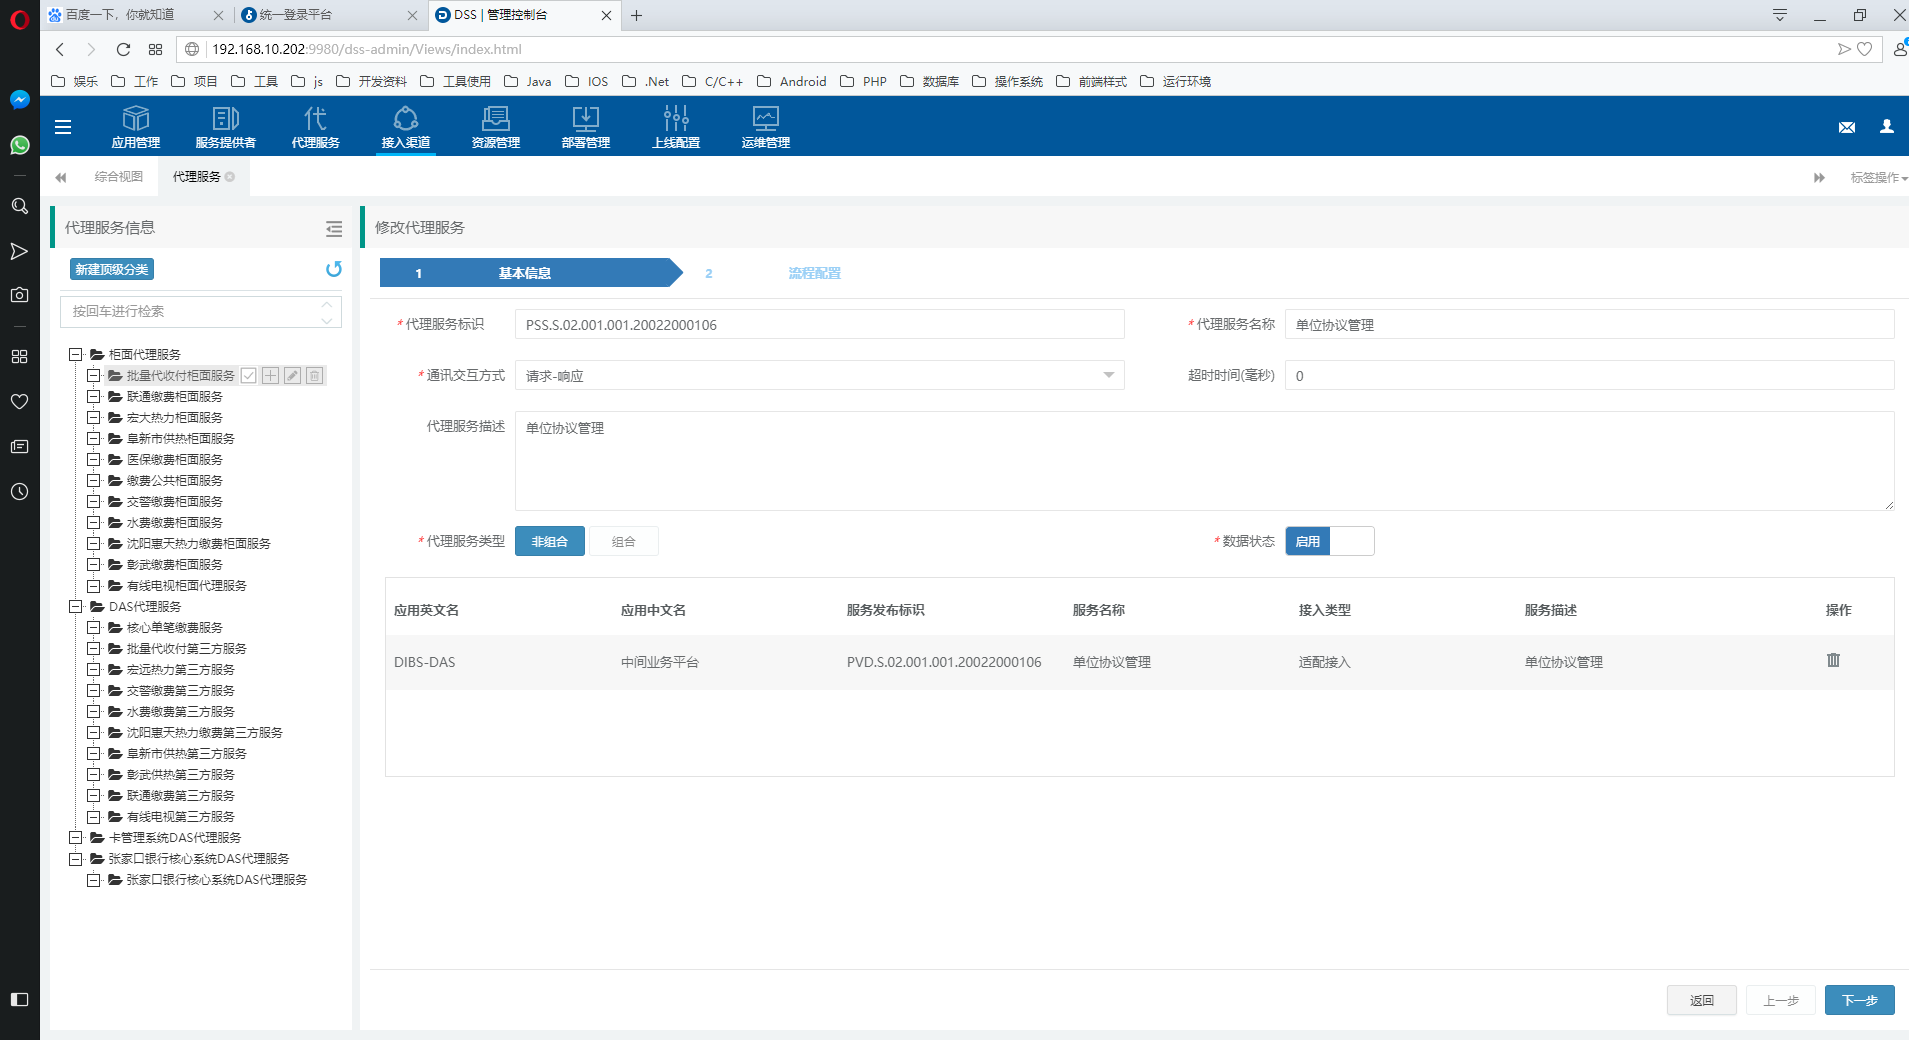 百度一下，你就知道
统一登录平台
DSS | 管理控制台
192.168.10.202:9980/dss-admin/Views/index.html
娱乐 工作 项目 工具 js 开发资料 工具使用 Java IOS .Net C/C++ Android PHP 数据库 操作系统 前端样式 运行环境
应用管理 服务提供者 代理服务 接入渠道 资源管理 部署管理 上线配置 运维管理
综合视图 代理服务 标签操作
代理服务信息
新建顶级分类
按回车进行检索
柜面代理服务
批量代收付柜面服务
联通缴费柜面服务
宏大热力柜面服务
阜新市供热柜面服务
医保缴费柜面服务
缴费公共柜面服务
交警缴费柜面服务
水费缴费柜面服务
沈阳惠天热力缴费柜面服务
彰武缴费柜面服务
有线电视柜面代理服务
DAS代理服务
核心单笔缴费服务
批量代收付第三方服务
宏远热力第三方服务
交警缴费第三方服务
水费缴费第三方服务
沈阳惠天热力缴费第三方服务
阜新市供热第三方服务
彰武供热第三方服务
联通缴费第三方服务
有线电视第三方服务
卡管理系统DAS代理服务
张家口银行核心系统DAS代理服务
张家口银行核心系统DAS代理服务
修改代理服务
1 基本信息 2 流程配置
*代理服务标识 PSS.S.02.001.001.20022000106 *代理服务名称 单位协议管理
*通讯交互方式 请求-响应 超时时间(毫秒) 0
代理服务描述 单位协议管理
*代理服务类型 非组合 组合 *数据状态 启用
应用英文名 应用中文名 服务发布标识 服务名称 接入类型 服务描述 操作
DIBS-DAS 中间业务平台 PVD.S.02.001.001.20022000106 单位协议管理 适配接入 单位协议管理
返回 上一步 下一步